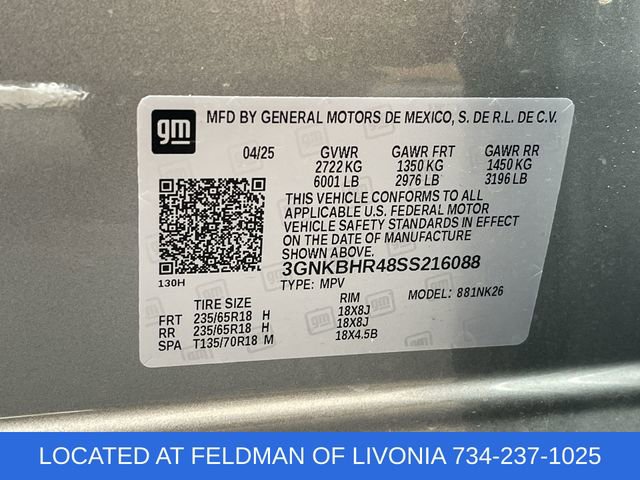 gm MFD BY GENERAL MOTORS DE MEXICO, S. DE R.L. DE C.V.
04/25 GVWR GAWR FRT GAWR RR
2722 KG 1350 KG 1450 KG
6001 LB 2976 LB 3196 LB
THIS VEHICLE CONFORMS TO ALL
APPLICABLE U.S. FEDERAL MOTOR
VEHICLE SAFETY STANDARDS IN EFFECT
ON THE DATE OF MANUFACTURE
SHOWN ABOVE.
3GNKBHR48SS216088
130H TYPE: MPV MODEL: 881NK26
TIRE SIZE RIM
FRT 235/65R18 H 18X8J
RR 235/65R18 H 18X8J
SPA T135/70R18 M 18X4.5B
LOCATED AT FELDMAN OF LIVONIA 734-237-1025